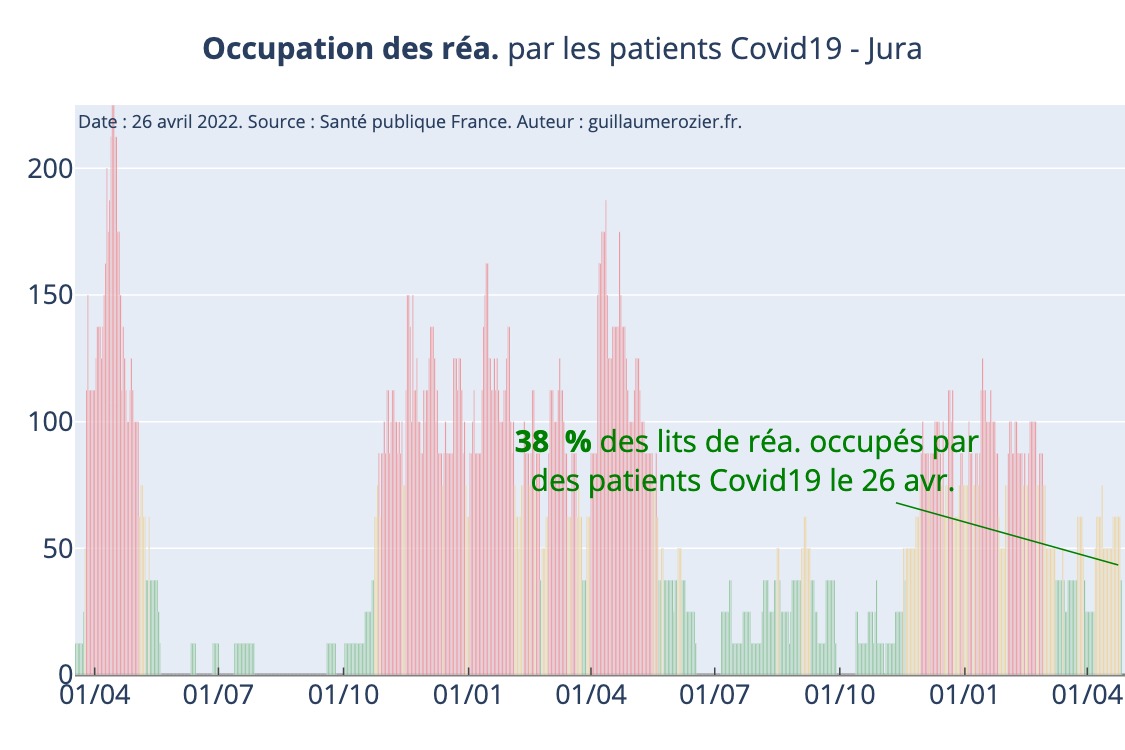 Occupation des réa. par les patients Covid19 - Jura
Date : 26 avril 2022. Source : Santé publique France. Auteur : guillaumerozier.fr.
200
150
100
50
0
38 % des lits de réa. occupés par
des patients Covid19 le 26 avr.
01/04 01/07 01/10 01/01 01/04 01/07 01/10 01/01 01/04